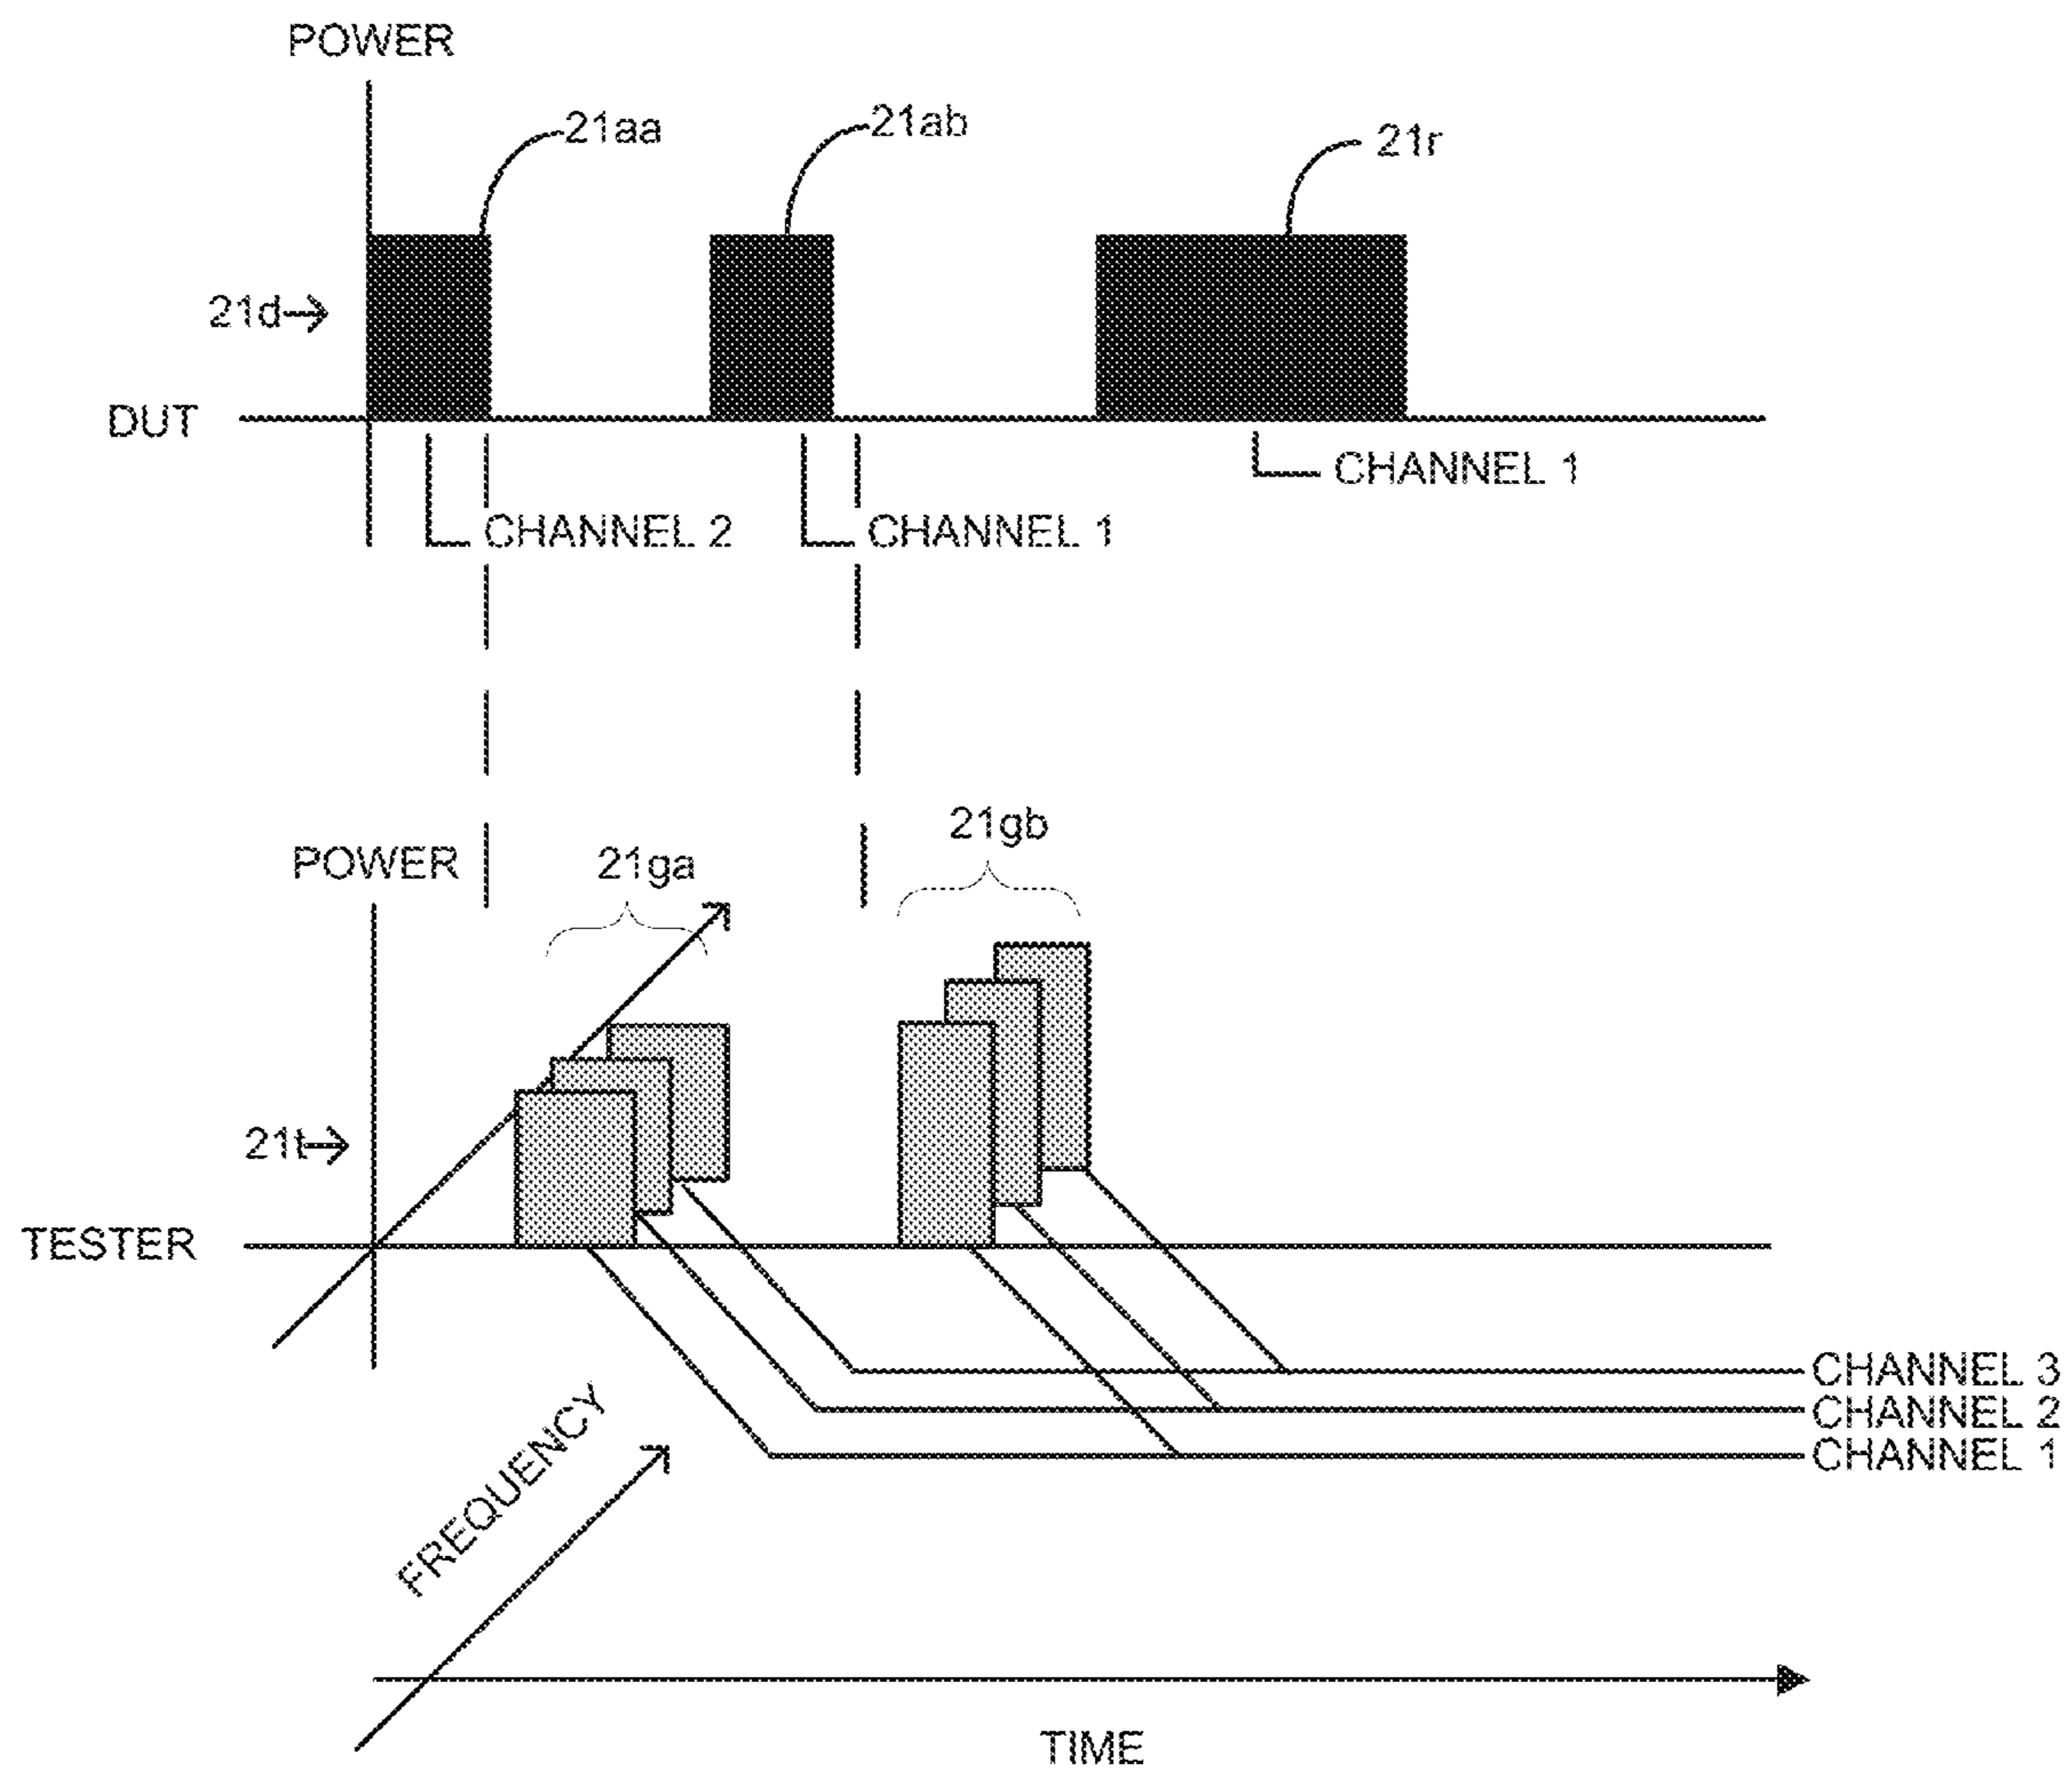 POWER
21aa
21ab
21r
21d
DUT
CHANNEL 1
CHANNEL 2
CHANNEL 1
21gb
POWER
21ga
21t
TESTER
CHANNEL 3
CHANNEL 2
CHANNEL 1
FREQUENCY
TIME